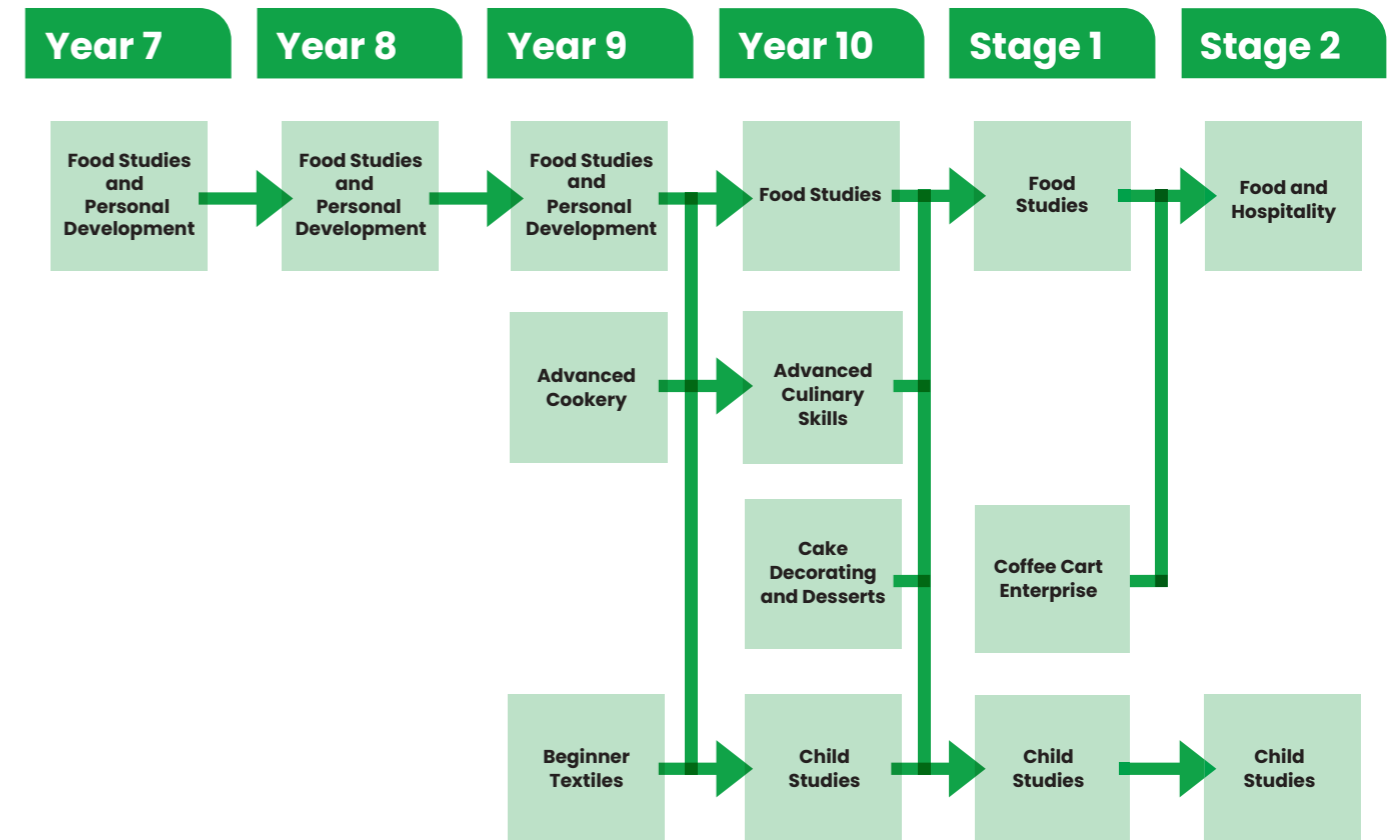 Year 7
Year 8
Year 9
Year 10
Stage 1
Stage 2
Food Studies
and
Personal
Development
Food Studies
and
Personal
Development
Food Studies
and
Personal
Development
Food Studies
Food
Studies
Food and
Hospitality
Advanced
Cookery
Advanced
Culinary
Skills
Cake
Decorating
and Desserts
Coffee Cart
Enterprise
Beginner
Textiles
Child
Studies
Child
Studies
Child
Studies